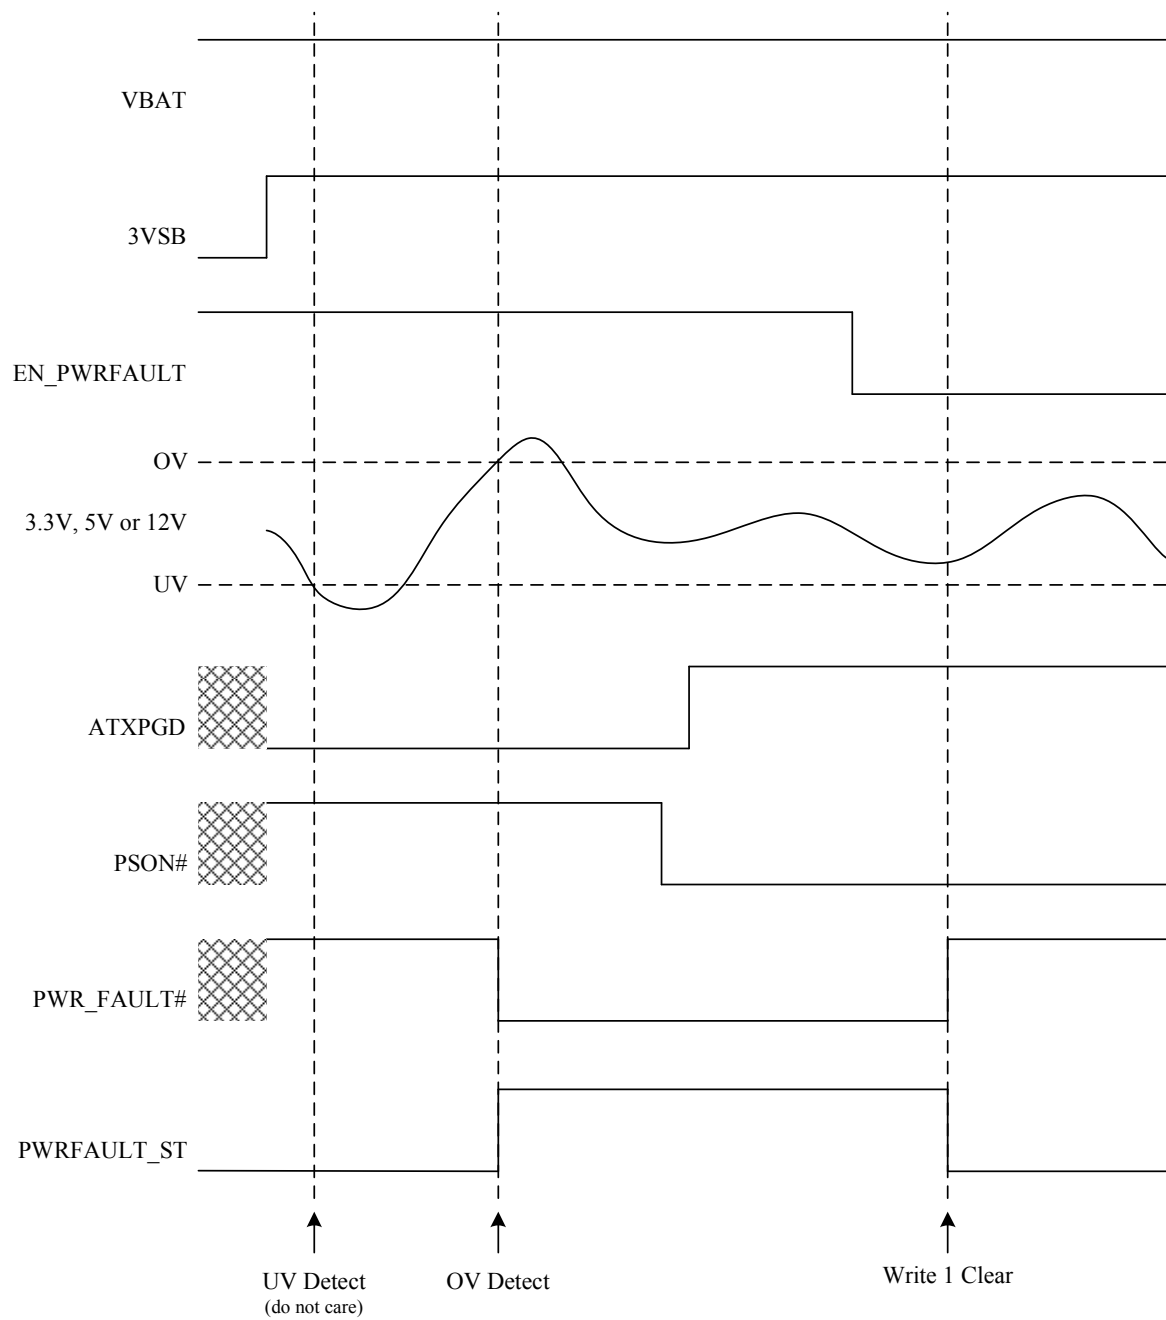 VBAT
3VSB
EN_PWRFAULT
OV
3.3V, 5V or 12V
UV
ATXPGD
PSON#
PWR_FAULT#
PWRFAULT_ST
UV Detect
(do not care)
OV Detect
Write 1 Clear